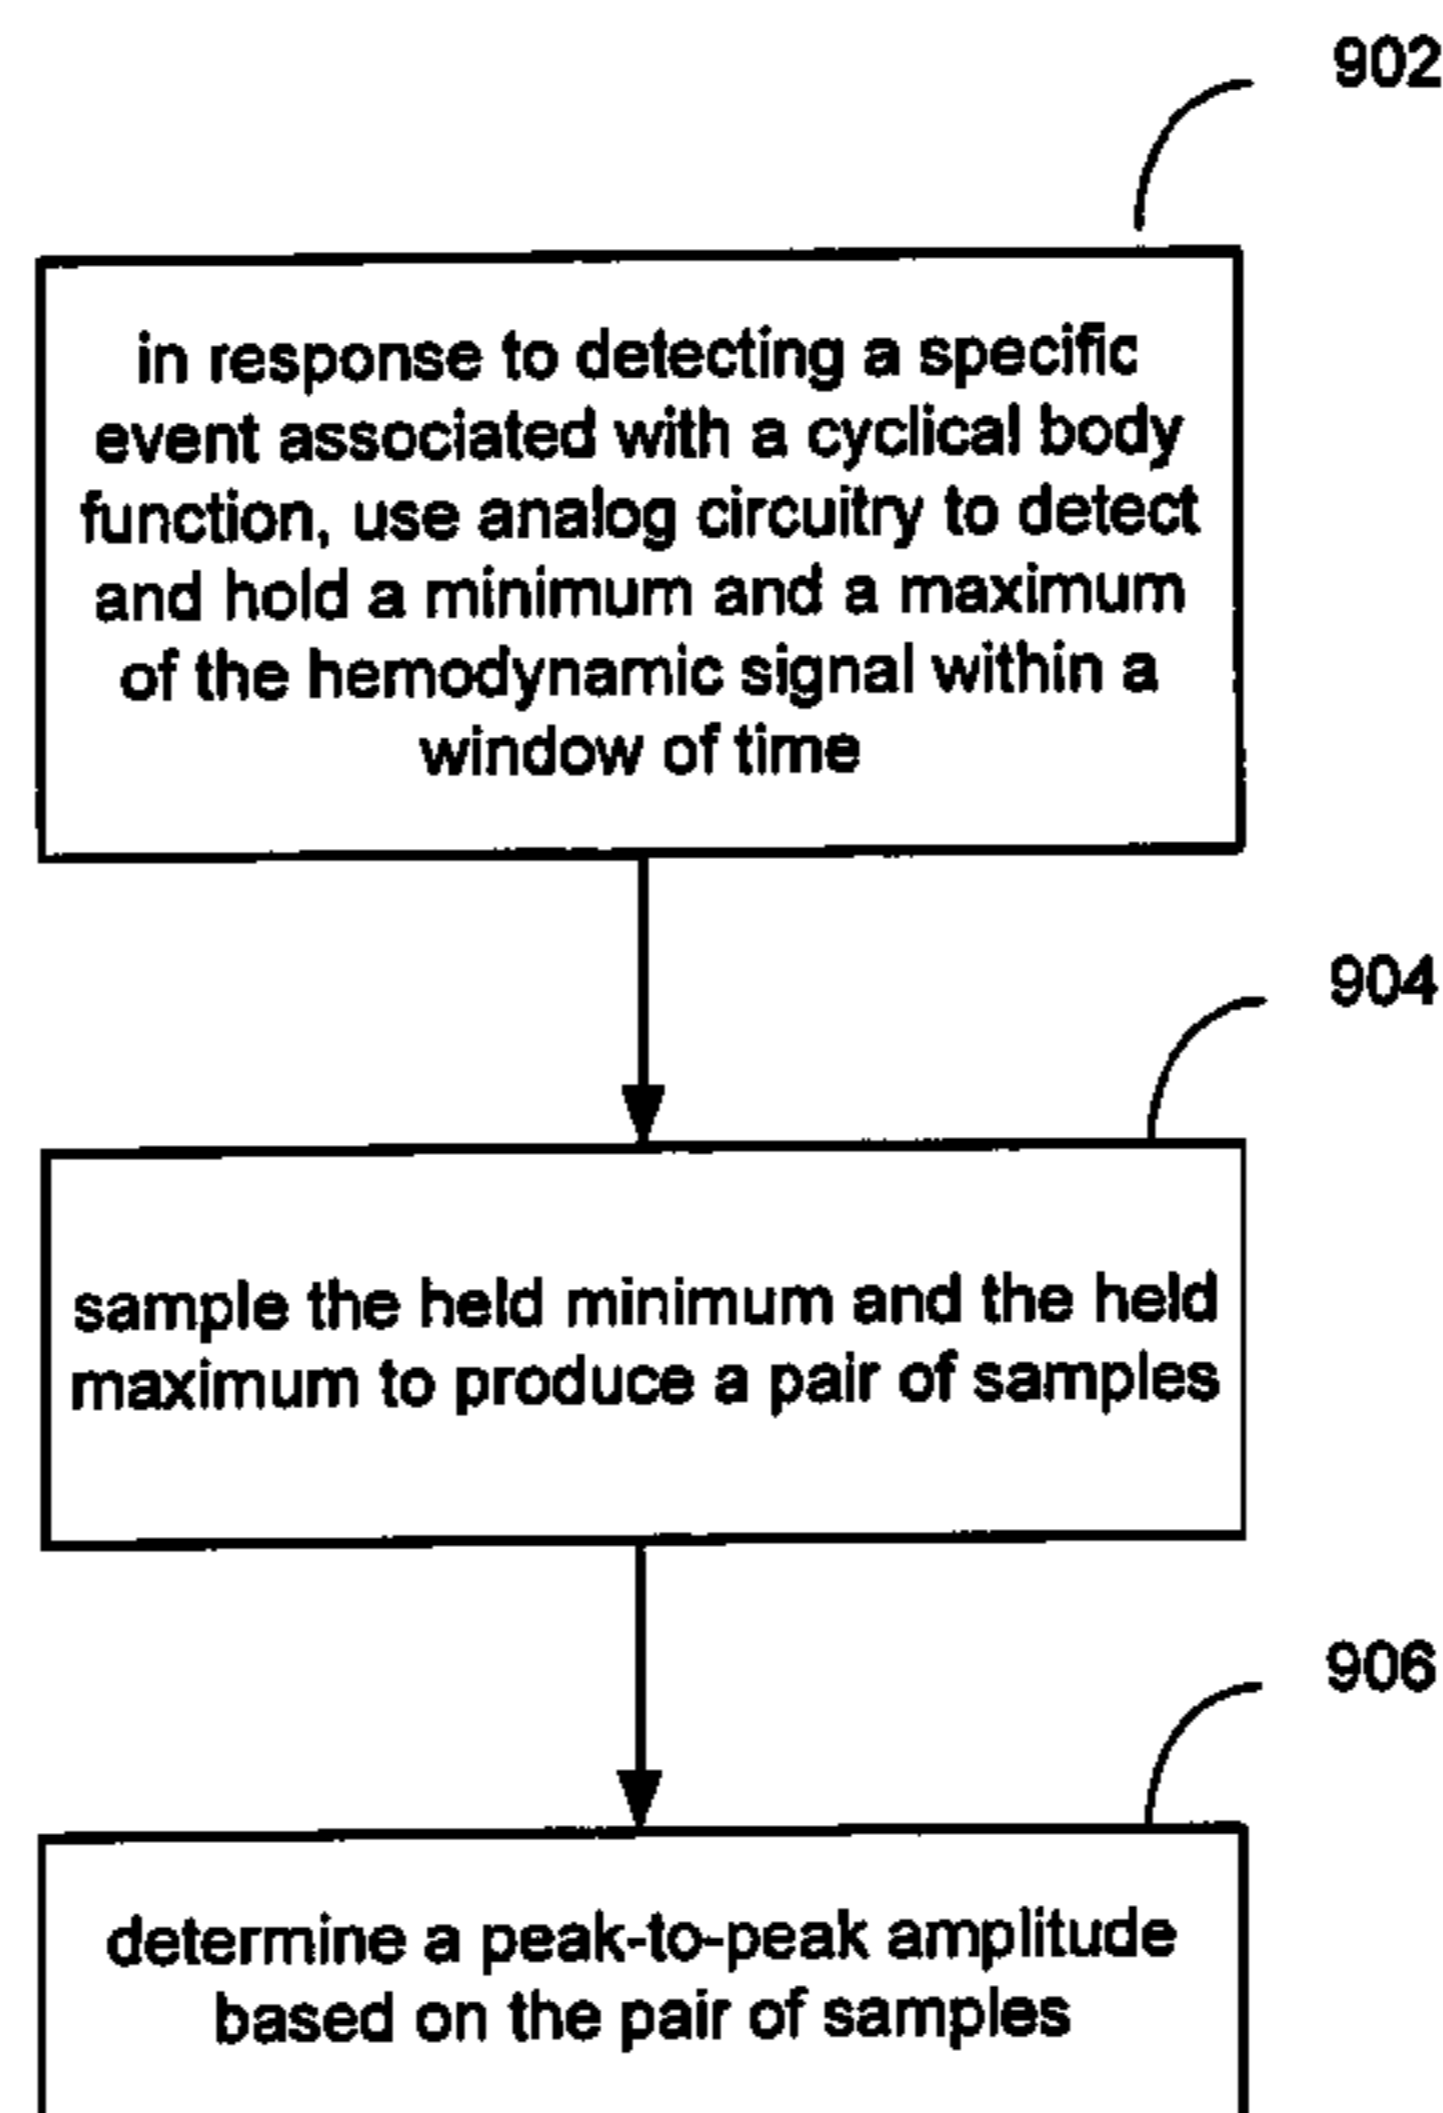 902
in response to detecting a specific
event associated with a cyclical body
function, use analog circuitry to detect
and hold a minimum and a maximum
of the hemodynamic signal within a
window of time
904
sample the held minimum and the held
maximum to produce a pair of samples
906
determine a peak-to-peak amplitude
based on the pair of samples